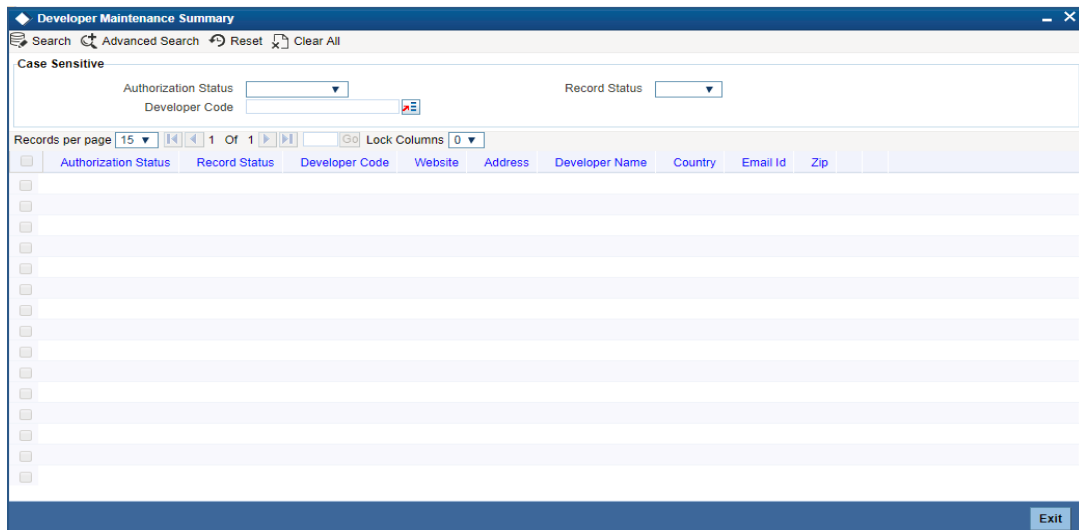 Developer Maintenance Summary
Search Advanced Search Reset Clear All
Case Sensitive
Authorization Status Record Status
Developer Code
Records per page 15 1 Of 1 Go Lock Columns 0
Authorization Status Record Status Developer Code Website Address Developer Name Country Email Id Zip
Exit